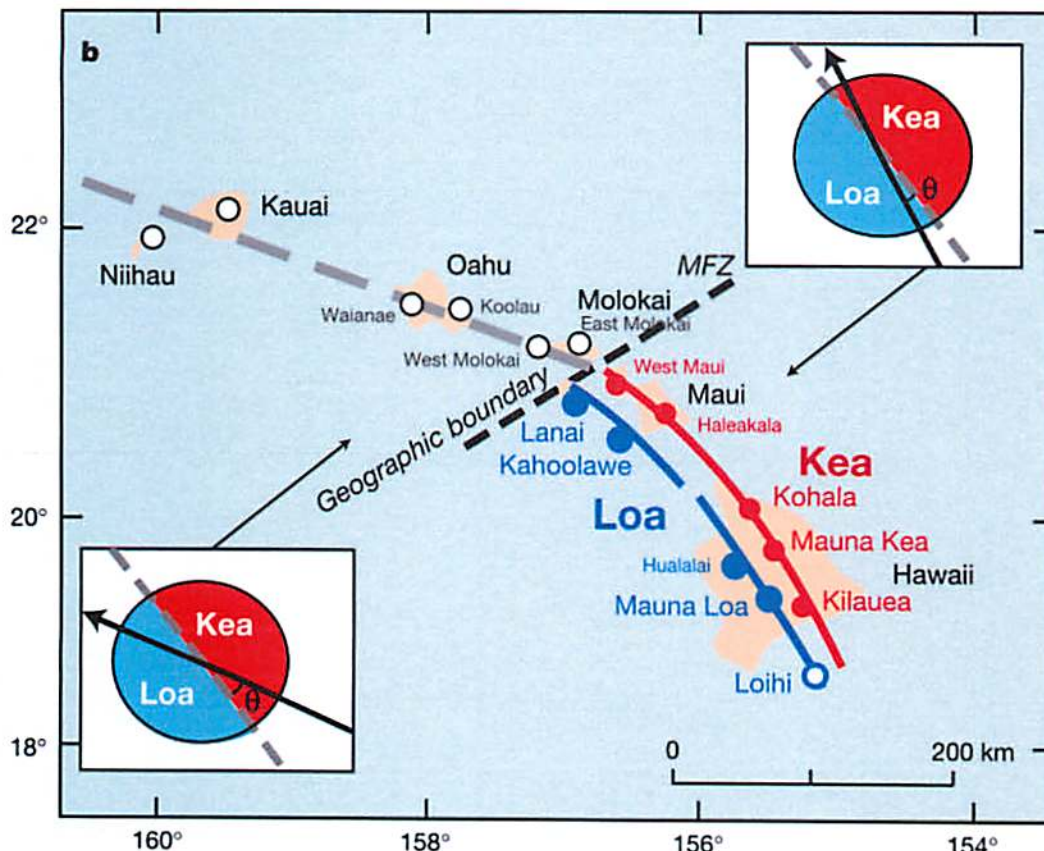 b
Kea
Loa
θ
22°
Kauai
Niihau
Oahu
Waianae
Koolau
MFZ
Molokai
East Molokai
West Molokai
Geographic boundary
West Maui
Maui
Haleakala
Lanai
Kahoolawe
Kea
Loa
Kohala
20°
Mauna Kea
Hualalai
Hawaii
Mauna Loa
Kilauea
Loihi
Kea
Loa
θ
18°
0
200 km
160°
158°
156°
154°